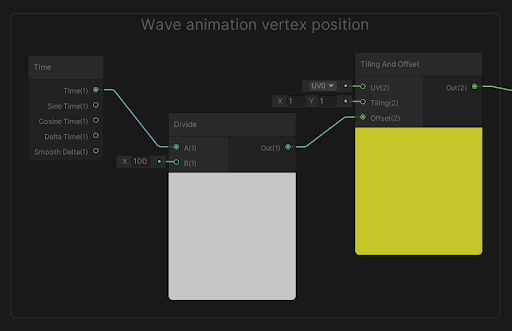 Wave animation vertex position
Time
Time(1)
Sine Time(1)
Cosine Time(1)
Delta Time(1)
Smooth Delta(1)
Divide
X 100
A(1)
B(1)
Out(1)
Tiling And Offset
UV0
X 1 Y 1
UV(2)
Tiling(2)
Offset(2)
Out(2)